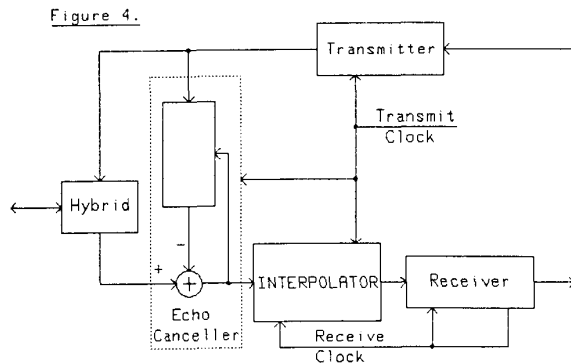 Figure 4.
Transmitter
Transmit
Clock
Hybrid
−
+
INTERPOLATOR
Receiver
Echo
Canceller
Receive
Clock